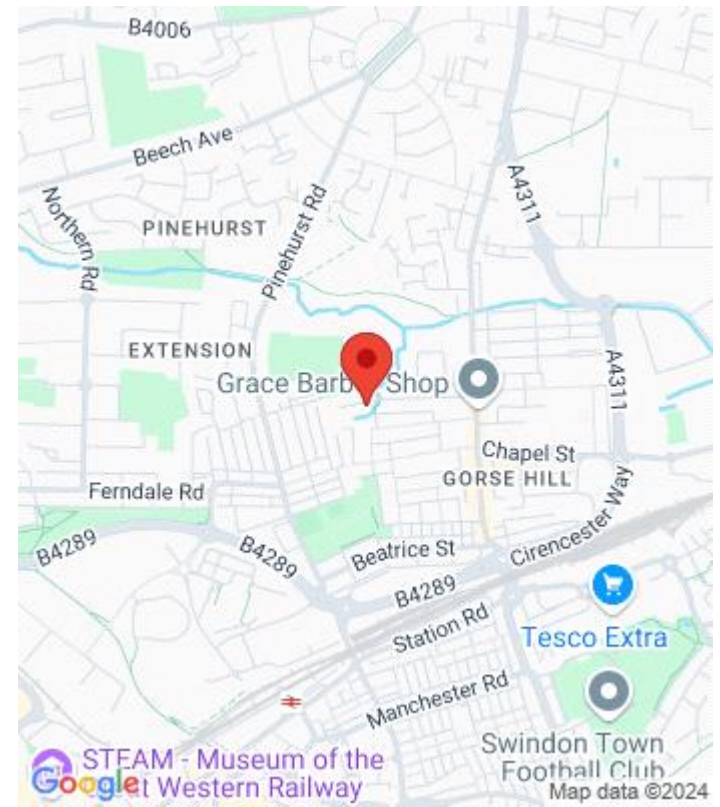 B4006
Beech Ave
A4311
Northern Rd
PINEHURST
Pinehurst Rd
EXTENSION
A4311
Grace Barb Shop
Chapel St
GORSE HILL
Ferndale Rd
Cirencester Way
B4289
B4289
Beatrice St
B4289
Station Rd
Tesco Extra
Manchester Rd
Swindon Town
Football Club
STEAM - Museum of the
Google t Western Railway
Map data ©2024